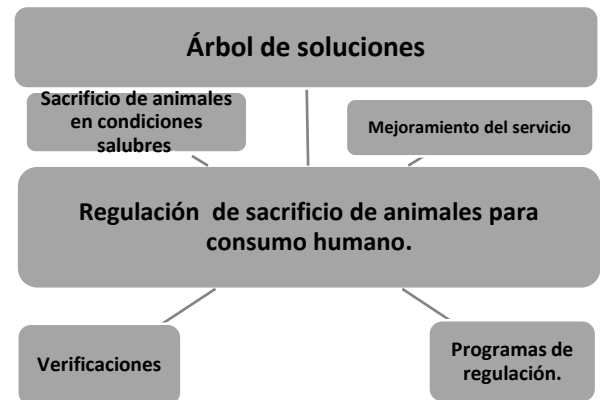 Árbol de soluciones
Sacrificio de animales
en condiciones
salubres
Mejoramiento del servicio
Regulación  de sacrificio de animales para
consumo humano.
Verificaciones
Programas de
regulación.